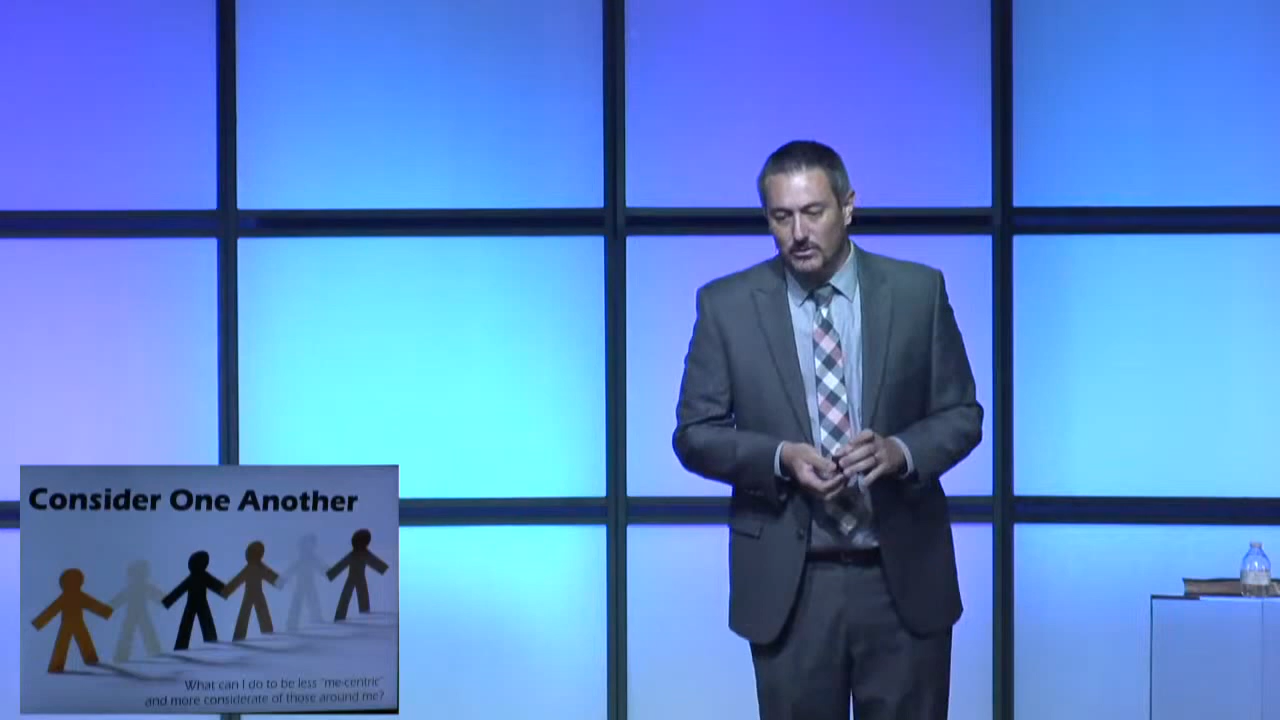 Consider One Another
What can I do to be less "me-centric"
and more considerate of those around me?